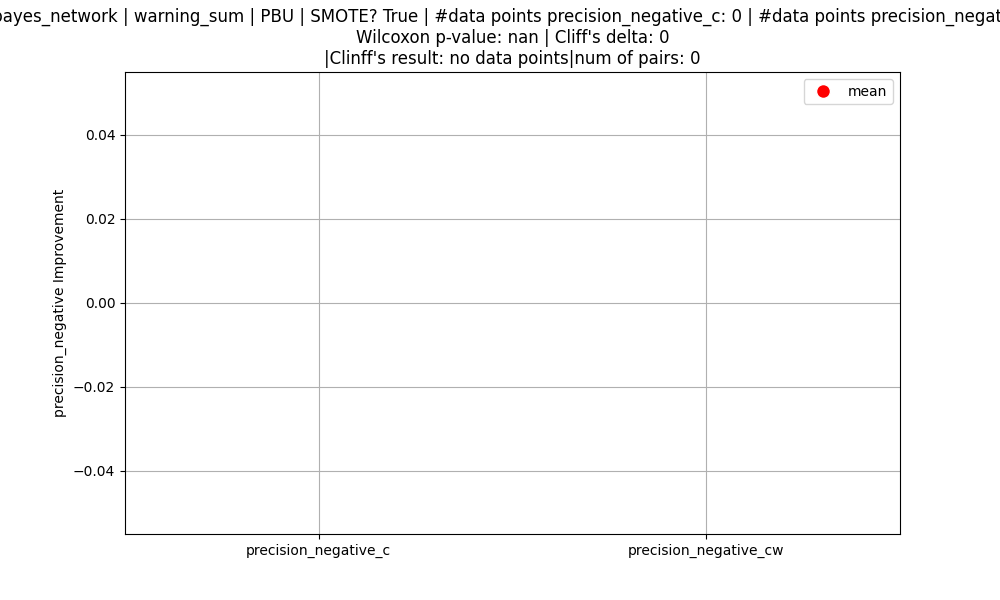 bayes_network | warning_sum | PBU | SMOTE? True | #data points precision_negative_c: 0 | #data points
Wilcoxon p-value: nan | Cliff's delta: 0
|Clinff's result: no data points|num of pairs: 0
mean
0.04
0.02
0.00
−0.02
−0.04
precision_negative Improvement
precision_negative_c
precision_negative_cw